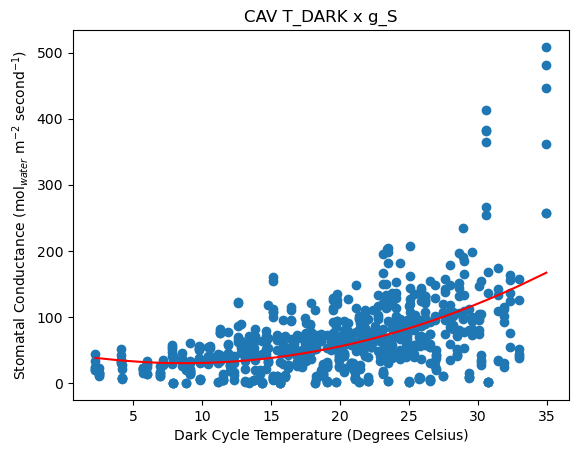 CAV T_DARK x g_S
Stomatal Conductance (mol_water m⁻² second⁻¹)
500
400
300
200
100
0
5 10 15 20 25 30 35
Dark Cycle Temperature (Degrees Celsius)